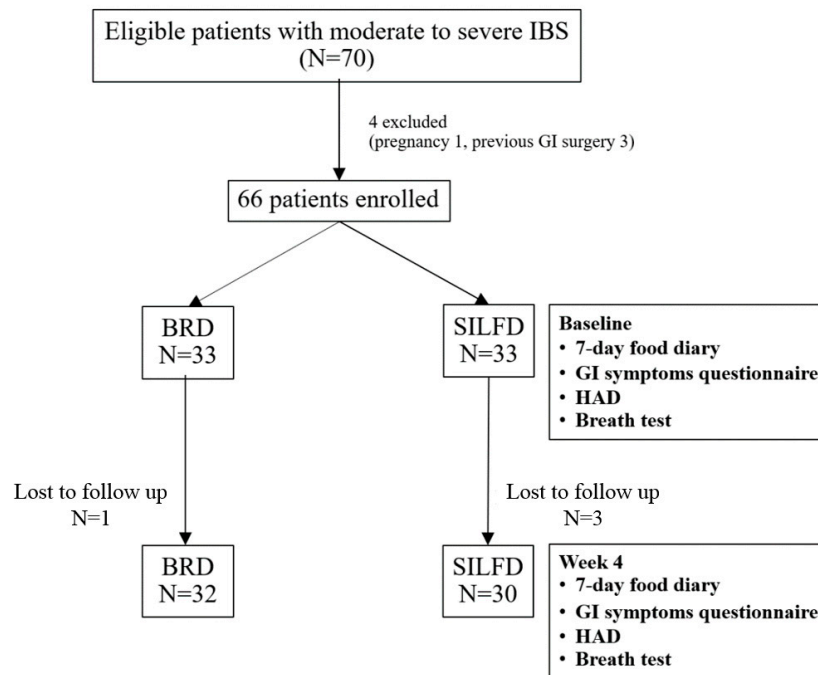 Eligible patients with moderate to severe IBS
(N=70)
4 excluded
(pregnancy 1, previous GI surgery 3)
66 patients enrolled
BRD
N=33
SILFD
N=33
Baseline
• 7-day food diary
• GI symptoms questionnaire
• HAD
• Breath test
Lost to follow up
N=1
Lost to follow up
N=3
BRD
N=32
SILFD
N=30
Week 4
• 7-day food diary
• GI symptoms questionnaire
• HAD
• Breath test